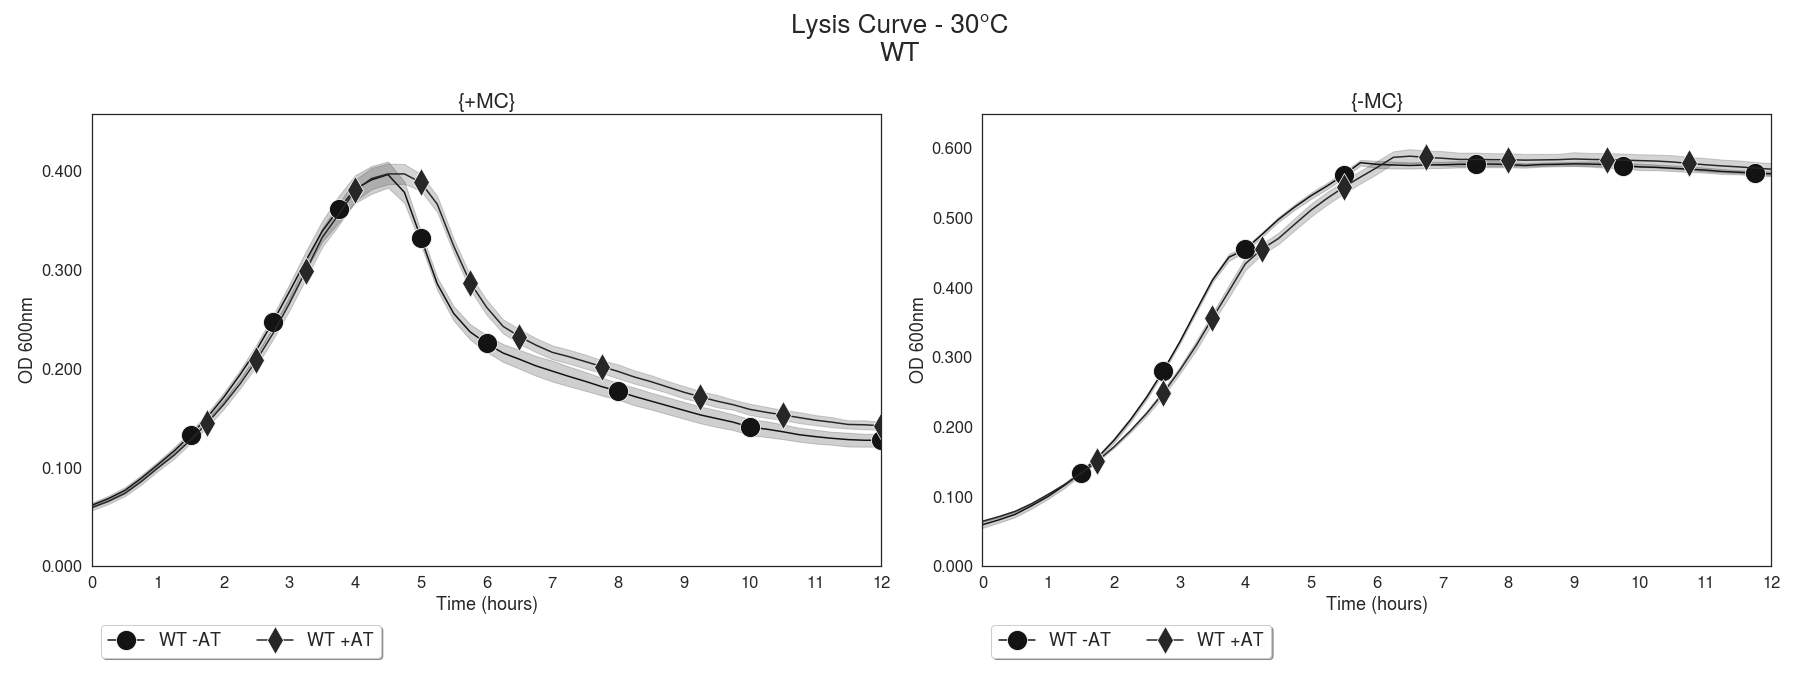 Lysis Curve - 30°C
WT
{+MC}
OD 600nm
0.400
0.300
0.200
0.100
0.000
0 1 2 3 4 5 6 7 8 9 10 11 12
Time (hours)
WT -AT WT +AT
{-MC}
OD 600nm
0.600
0.500
0.400
0.300
0.200
0.100
0.000
0 1 2 3 4 5 6 7 8 9 10 11 12
Time (hours)
WT -AT WT +AT